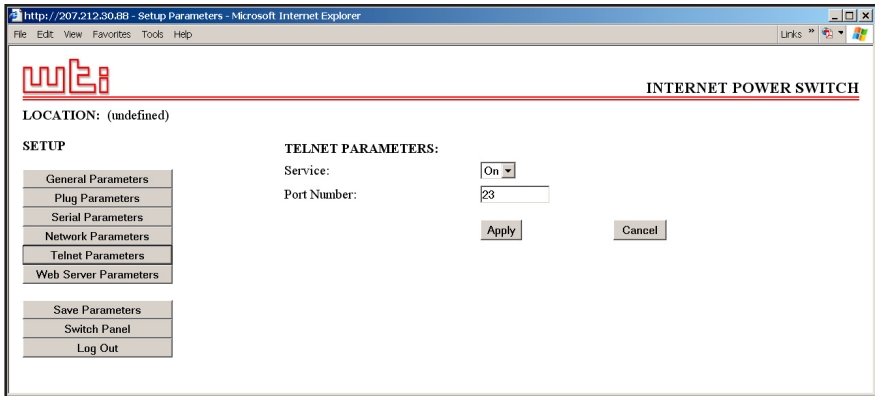 http://207.212.30.88 - Setup Parameters - Microsoft Internet Explorer
File Edit View Favorites Tools Help Links »
wti
INTERNET POWER SWITCH
LOCATION: (undefined)
SETUP
TELNET PARAMETERS:
General Parameters
Service: On
Plug Parameters
Port Number: 23
Serial Parameters
Network Parameters
Apply Cancel
Telnet Parameters
Web Server Parameters
Save Parameters
Switch Panel
Log Out